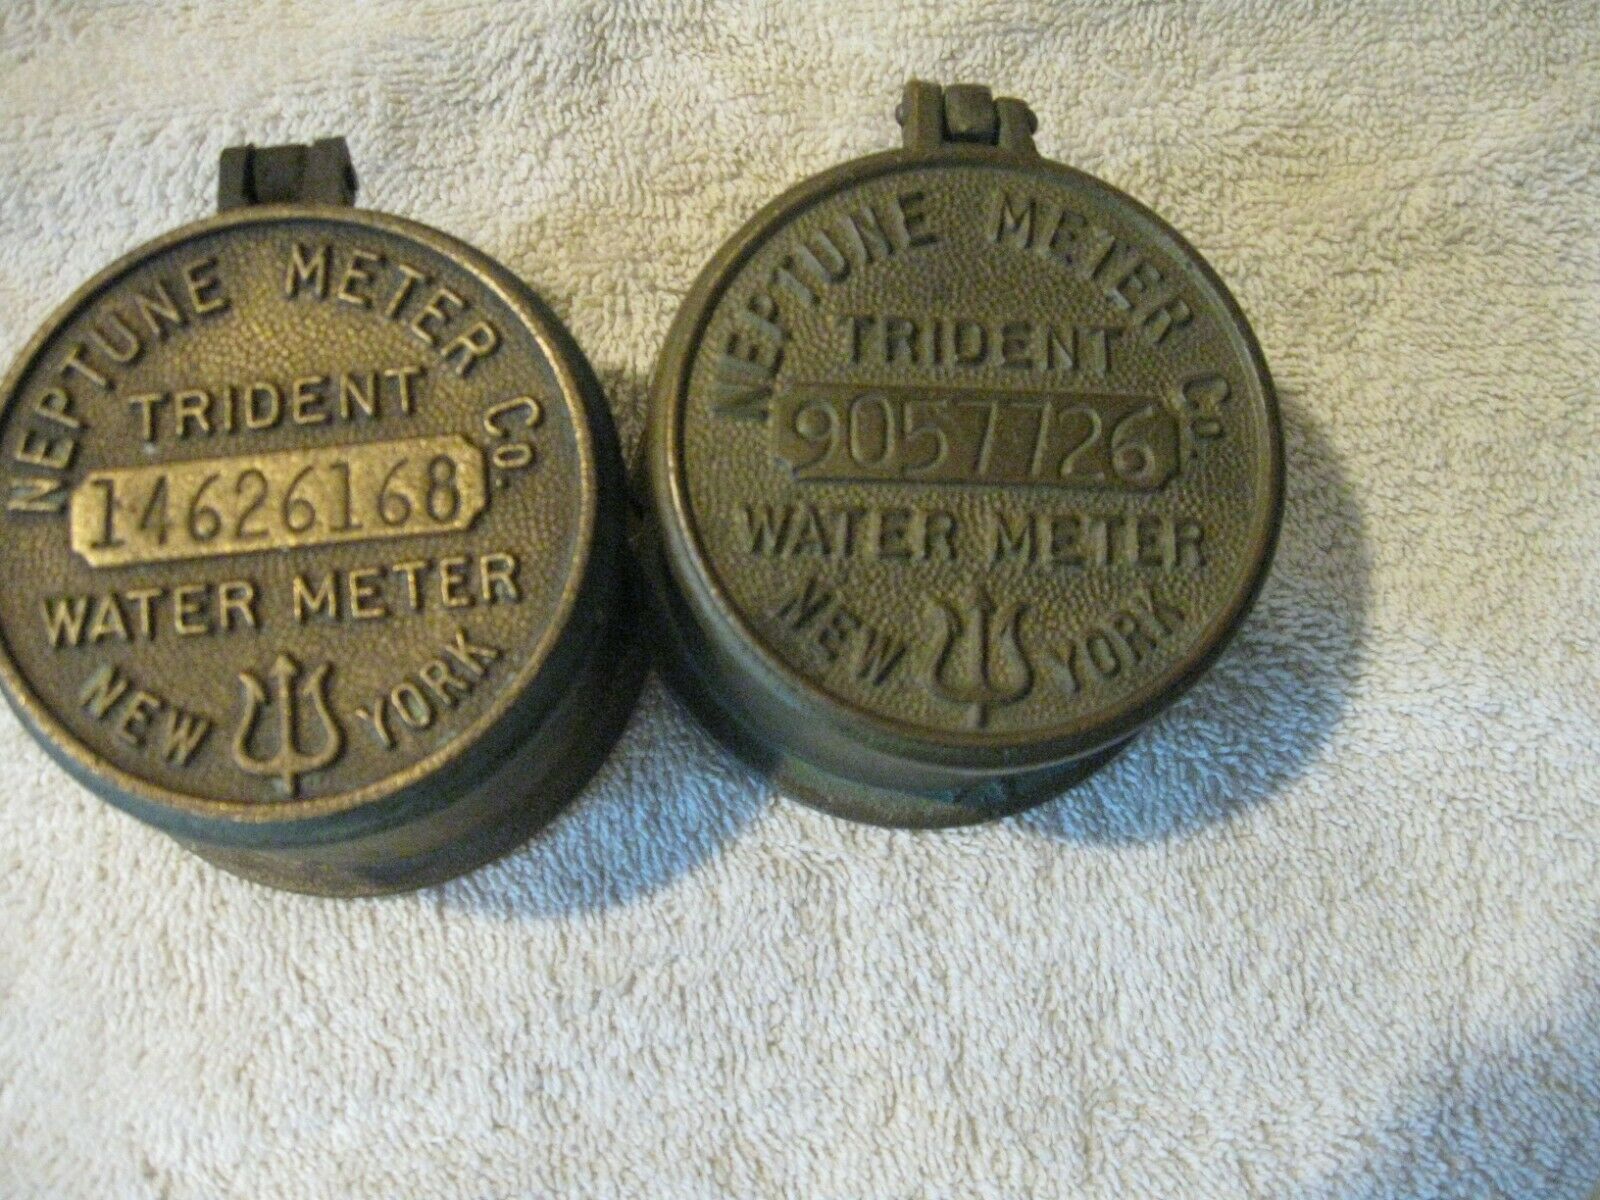 NEPTUNE METER Co.
TRIDENT
14626168
WATER METER
NEW YORK
NEPTUNE METER Co.
TRIDENT
9057726
WATER METER
NEW YORK